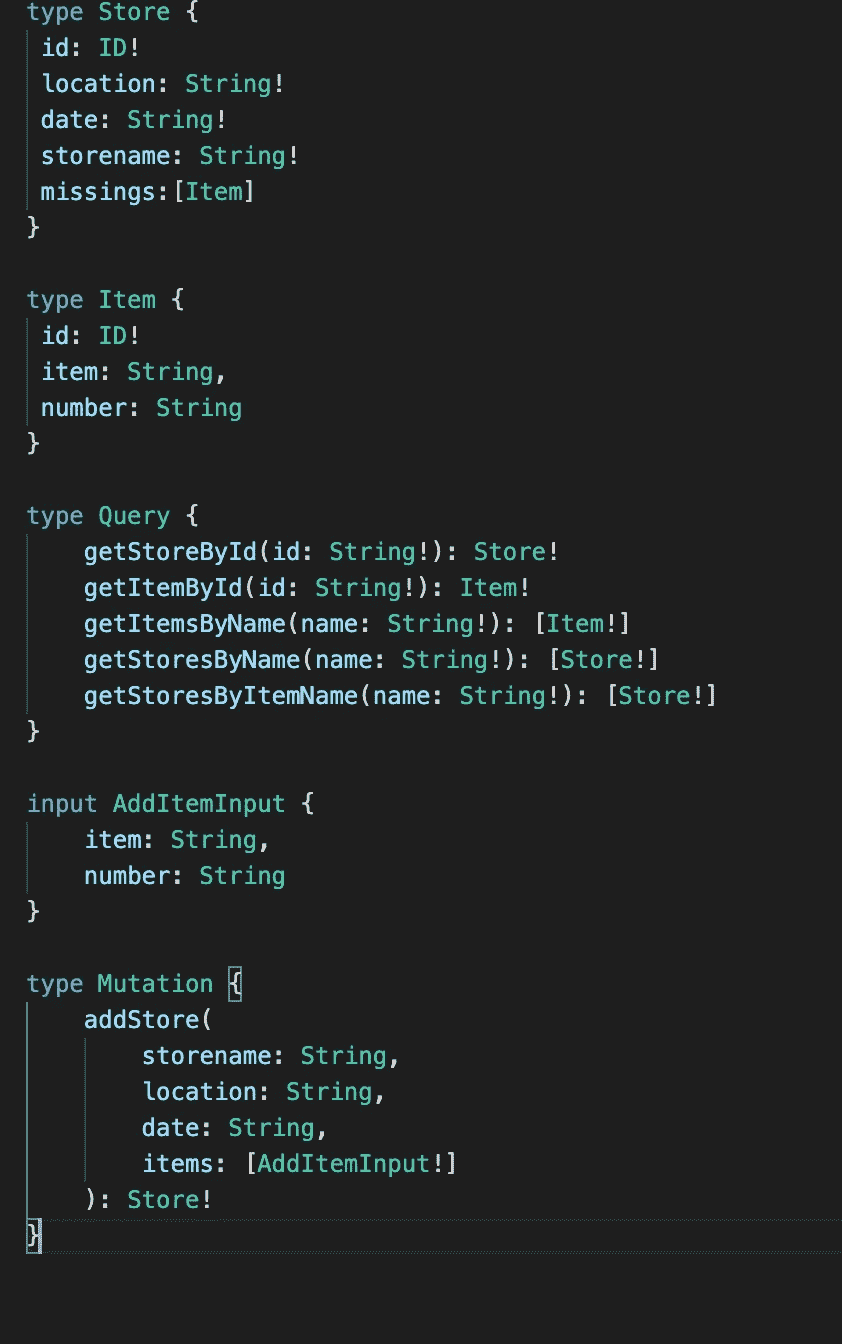 type Store {
id: ID!
location: String!
date: String!
storename: String!
missings:[Item]
}
type Item {
id: ID!
item: String,
number: String
}
type Query {
getStoreById(id: String!): Store!
getItemById(id: String!): Item!
getItemsByName(name: String!): [Item!]
getStoresByName(name: String!): [Store!]
getStoresByItemName(name: String!): [Store!]
}
input AddItemInput {
item: String,
number: String
}
type Mutation {
addStore(
storename: String,
location: String,
date: String,
items: [AddItemInput!]
): Store!
}